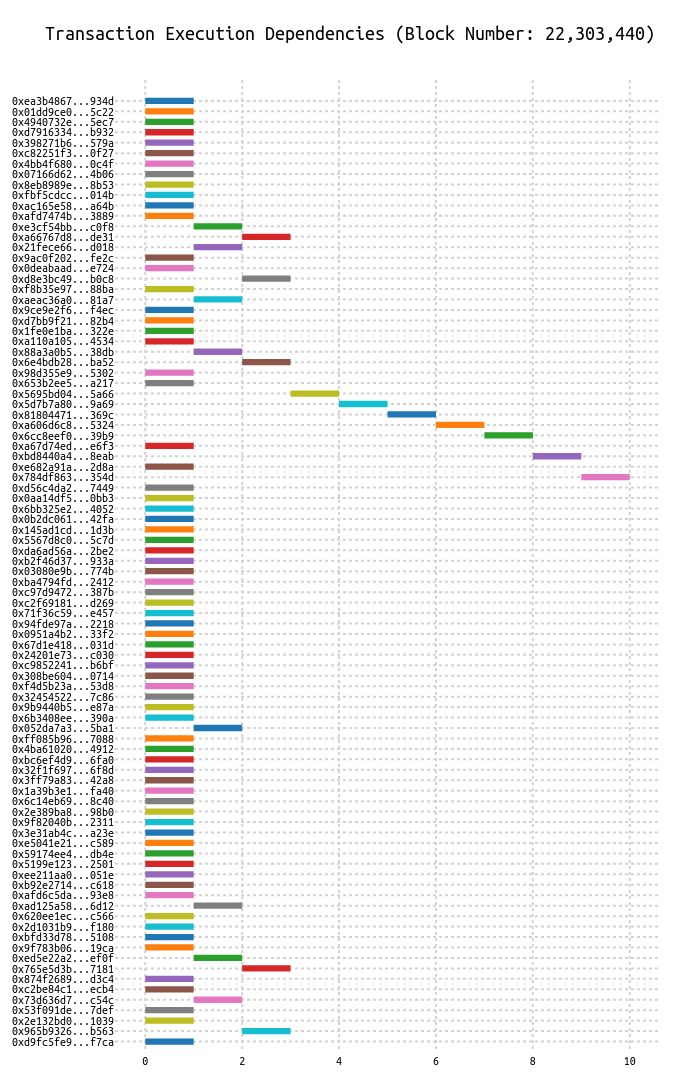 Transaction Execution Dependencies (Block Number: 22,303,440)
0xea3b4867...934d
0x01dd9ce0...5c22
0x4940732e...5ec7
0xd7916334...b932
0x398271b6...579a
0xc82251f3...0f27
0x4bb4f680...0c4f
0x07166d62...4b06
0x8eb8989e...8b53
0xfbf5cdcc...014b
0xac165e58...a64b
0xafd7474b...3889
0xe3cf54bb...c0f8
0xa66767d8...de31
0x21fece66...d018
0x9ac0f202...fe2c
0x0deabaad...e724
0xd8e3bc49...b0c8
0xf8b35e97...88ba
0xaeac36a0...81a7
0x9ce9e2f6...f4ec
0xd7bb9f21...82b4
0x1fe0e1ba...322e
0xa110a105...4534
0x88a3a0b5...38db
0x6e4bdb28...ba52
0x98d355e9...5302
0x653b2ee5...a217
0x5695bd04...5a66
0x5d7b7a80...9a69
0x81804471...369c
0xa606d6c8...5324
0x6cc8eef0...39b9
0xa67d74ed...e6f3
0xbd8440a4...8eab
0xe682a91a...2d8a
0x784df863...354d
0xd56c4da2...7449
0x0aa14df5...0bb3
0x6bb325e2...4052
0x0b2dc061...42fa
0x145ad1cd...1d3b
0x5567d8c0...5c7d
0xda6ad56a...2be2
0xb2f46d37...933a
0x03080e9b...774b
0xba4794fd...2412
0xc97d9472...387b
0xc2f69181...d269
0x71f36c59...e457
0x94fde97a...2218
0x0951a4b2...33f2
0x67d1e418...031d
0x24201e73...c030
0xc9852241...b6bf
0x308be604...0714
0xf4d5b23a...53d8
0x32454522...7c86
0x9b9440b5...e87a
0x6b3408ee...390a
0x052da7a3...5ba1
0xff085b96...7088
0x4ba61020...4912
0xbc6ef4d9...6fa0
0x32f1f697...6f8d
0x3ff79a83...42a8
0x1a39b3e1...fa40
0x6c14eb69...8c40
0x2e389ba8...98b0
0x9f82040b...2311
0x3e31ab4c...a23e
0xe5041e21...c589
0x59174ee4...db4e
0x5199e123...2501
0xee211aa0...051e
0xb92e2714...c618
0xafd6c5da...93e8
0xad125a58...6d12
0x620ee1ec...c566
0x2d1031b9...f180
0xbfd33d78...5108
0x9f783b06...19ca
0xed5e22a2...ef0f
0x765e5d3b...7181
0x874f2689...d3c4
0xc2be84c1...ecb4
0x73d636d7...c54c
0x53f091de...7def
0x2e132bd0...1039
0x965b9326...b563
0xd9fc5fe9...f7ca
0 2 4 6 8 10